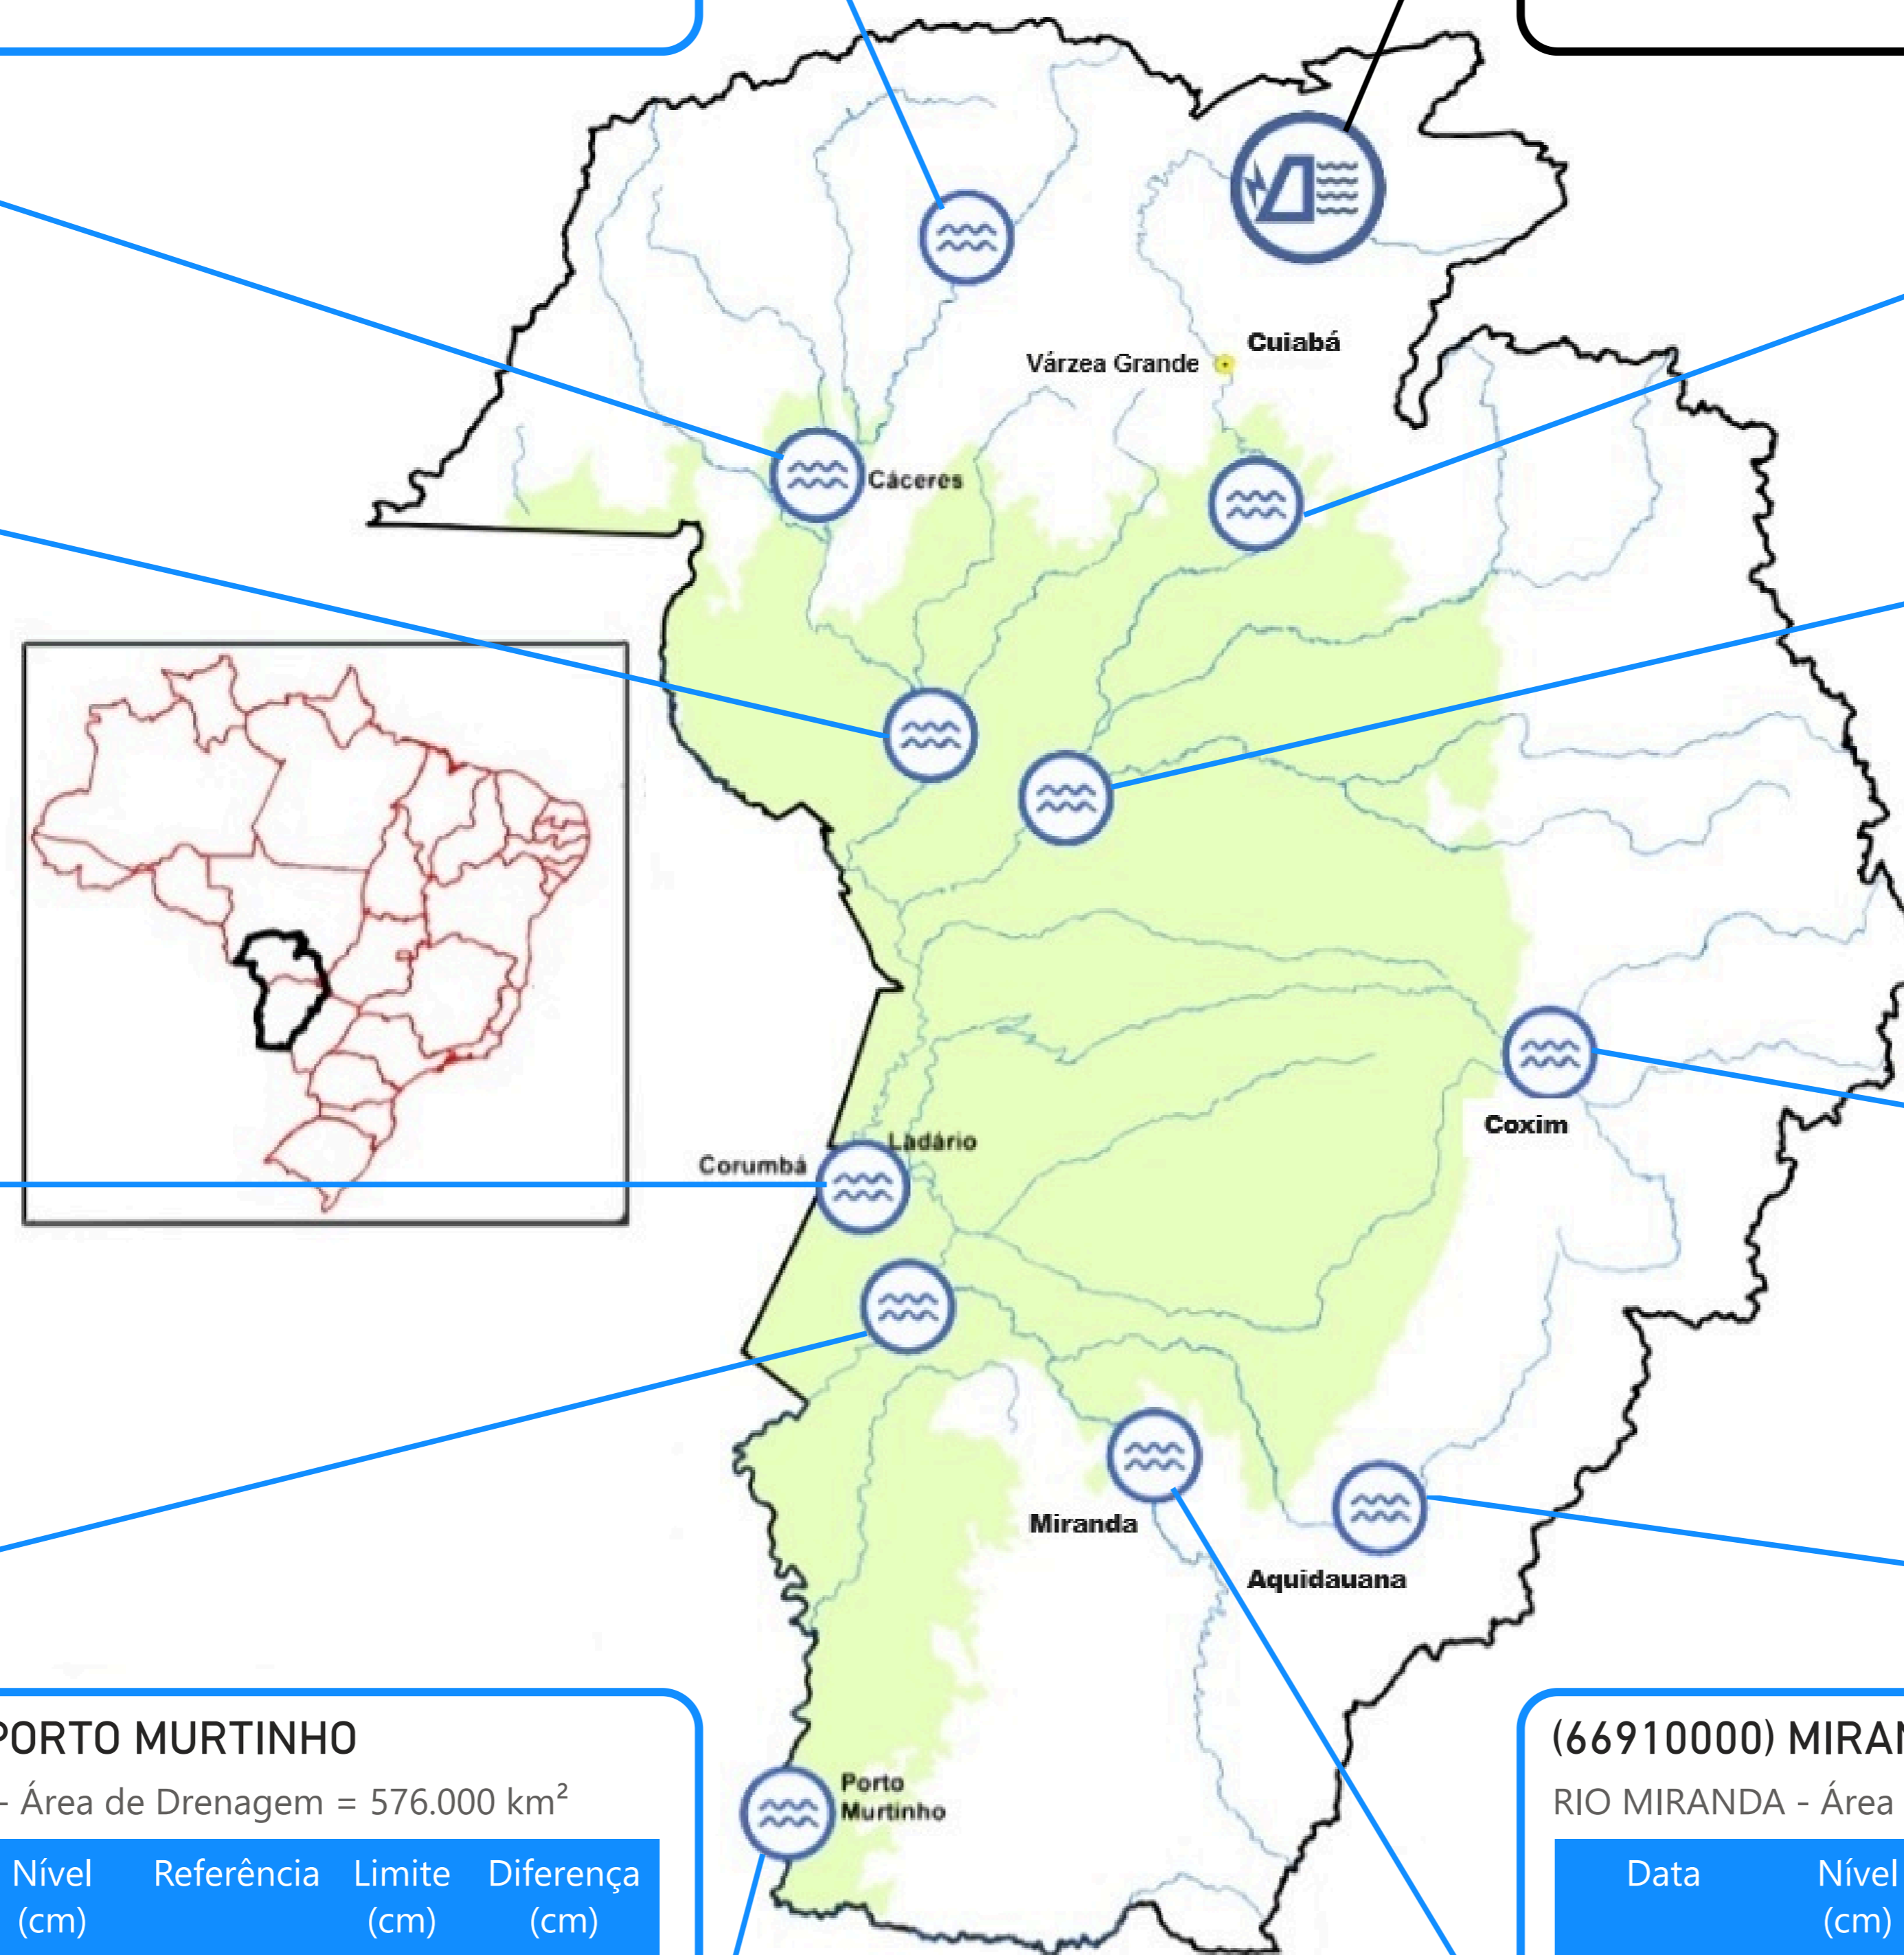 Cuiabá
Várzea Grande
Cáceres
Coxim
Ladário
Corumbá
Miranda
Aquidauana
Porto
Murtinho
PORTO MURTINHO
- Área de Drenagem = 576.000 km²
Nível Referência Limite Diferença
(cm) (cm) (cm)
(66910000) MIRAN
RIO MIRANDA - Área
Data Nível
(cm)